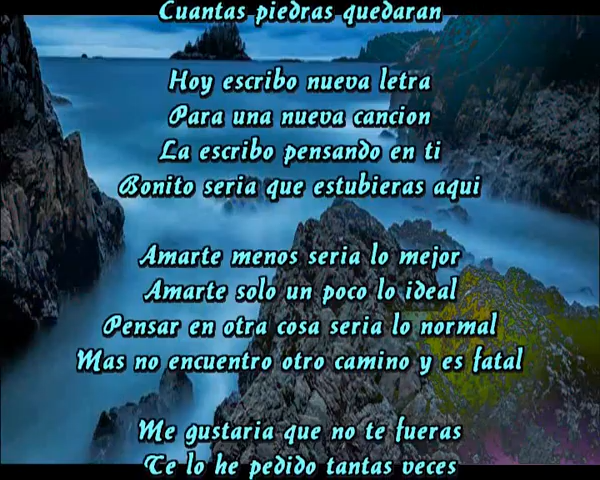 Cuantas piedras quedaran
Hoy escribo nueva letra
Para una nueva cancion
La escribo pensando en ti
Bonito seria que estubieras aqui
Amarte menos seria lo mejor
Amarte solo un poco lo ideal
Pensar en otra cosa seria lo normal
Mas no encuentro otro camino y es fatal
Me gustaria que no te fueras
Te lo he pedido tantas veces